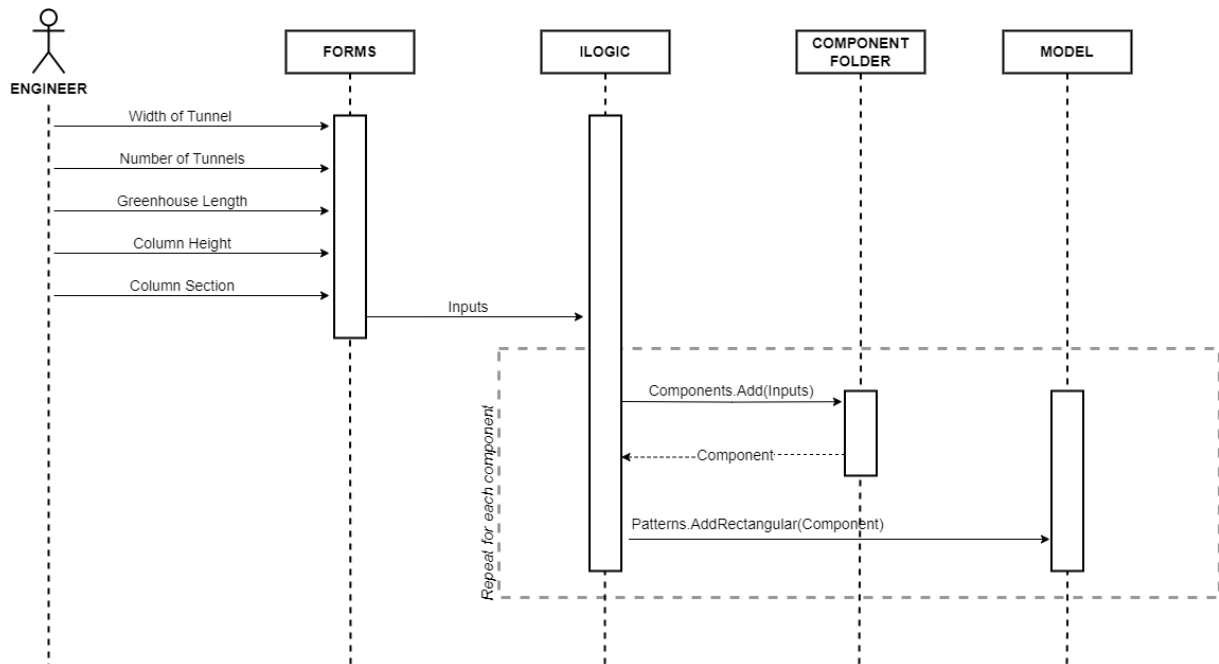 ENGINEER
FORMS
ILOGIC
COMPONENT
FOLDER
MODEL
Width of Tunnel
Number of Tunnels
Greenhouse Length
Column Height
Column Section
Inputs
Repeat for each component
Components.Add(Inputs)
Component
Patterns.AddRectangular(Component)